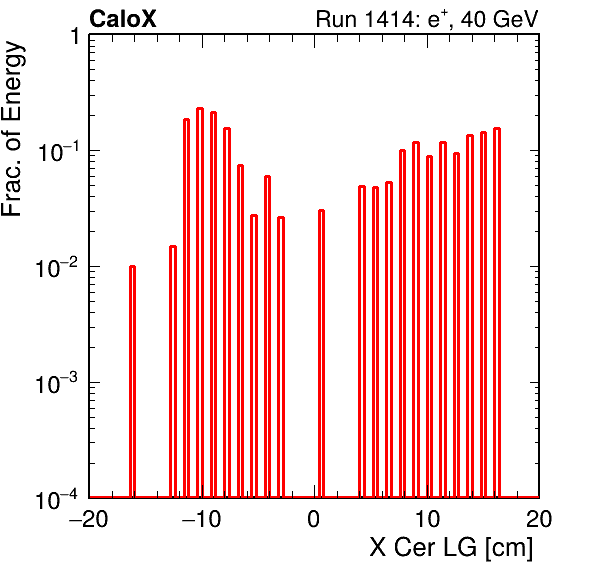 CaloX Run 1414: e⁺, 40 GeV
Frac. of Energy
1
10⁻¹
10⁻²
10⁻³
10⁻⁴
−20 −10 0 10 20
X Cer LG [cm]